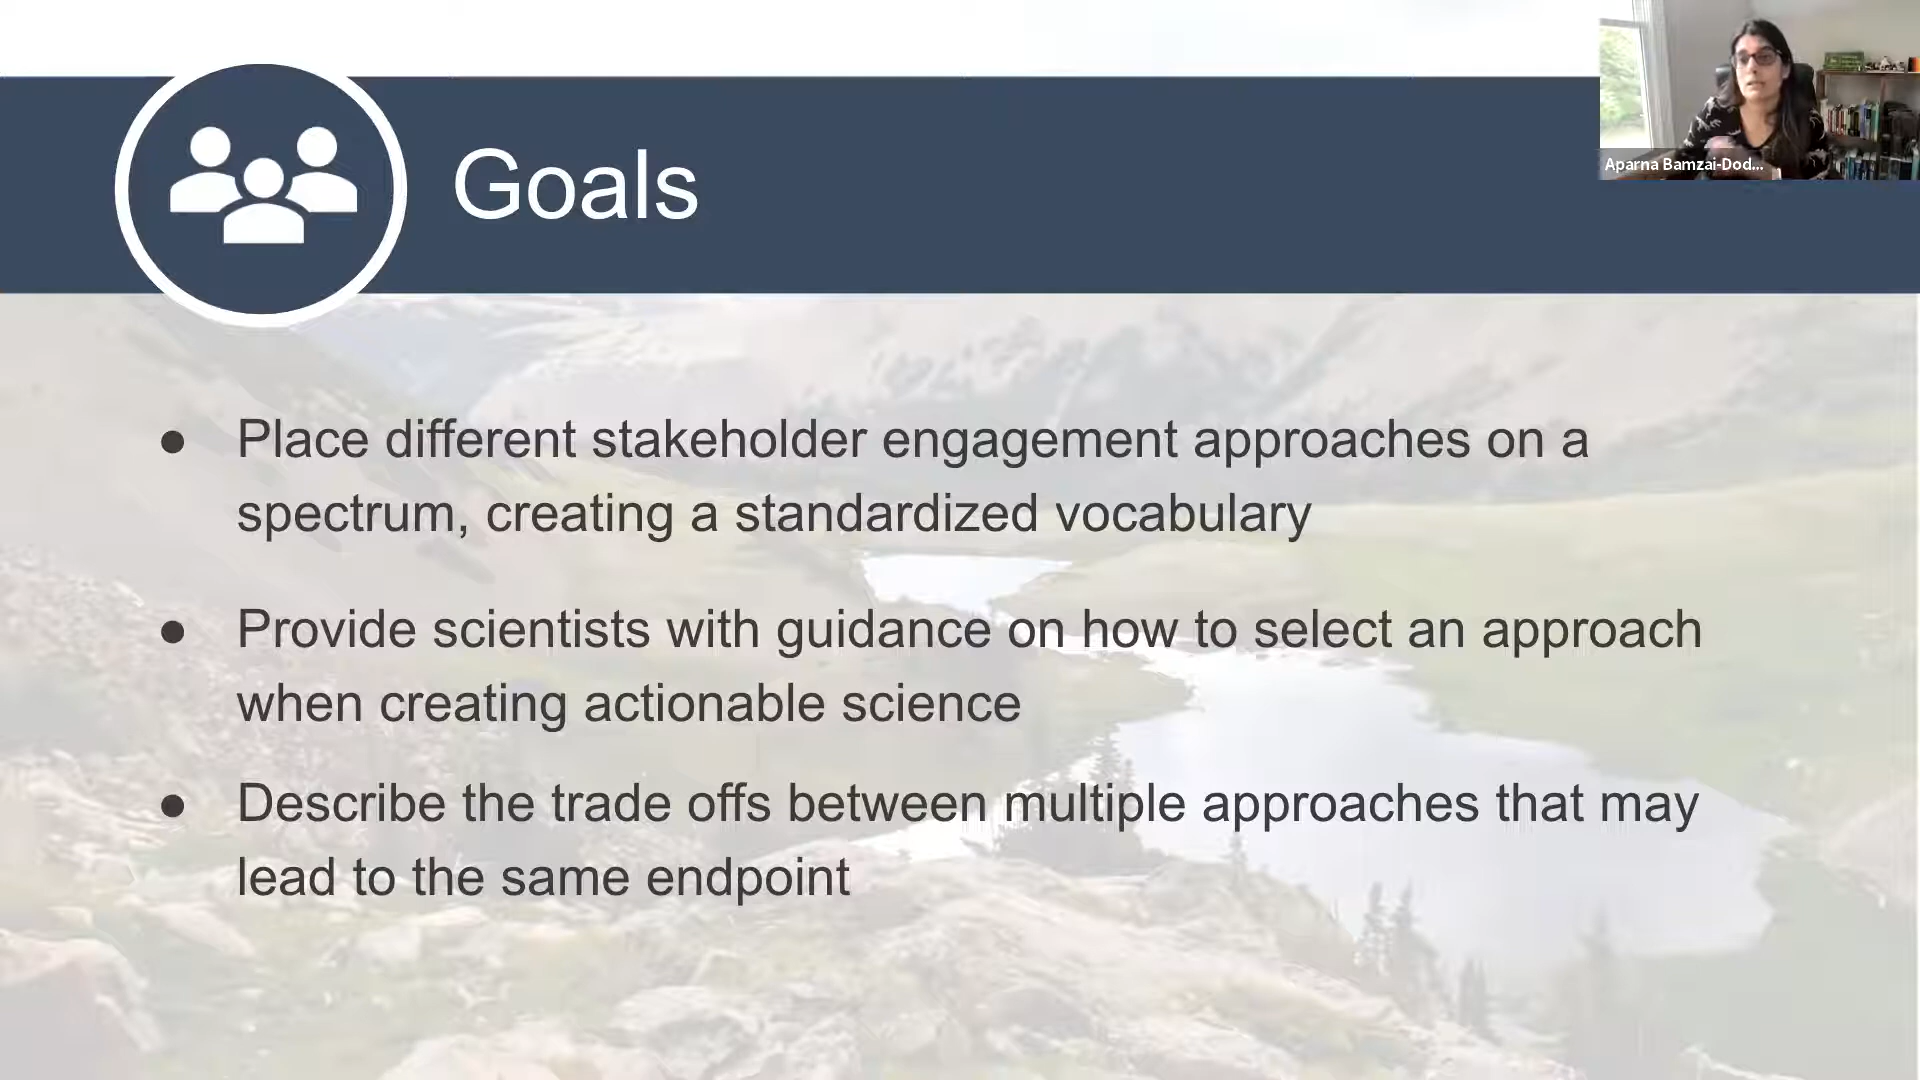 Goals
Aparna Bamzai-Dod...
● Place different stakeholder engagement approaches on a
spectrum, creating a standardized vocabulary
● Provide scientists with guidance on how to select an approach
when creating actionable science
● Describe the trade offs between multiple approaches that may
lead to the same endpoint